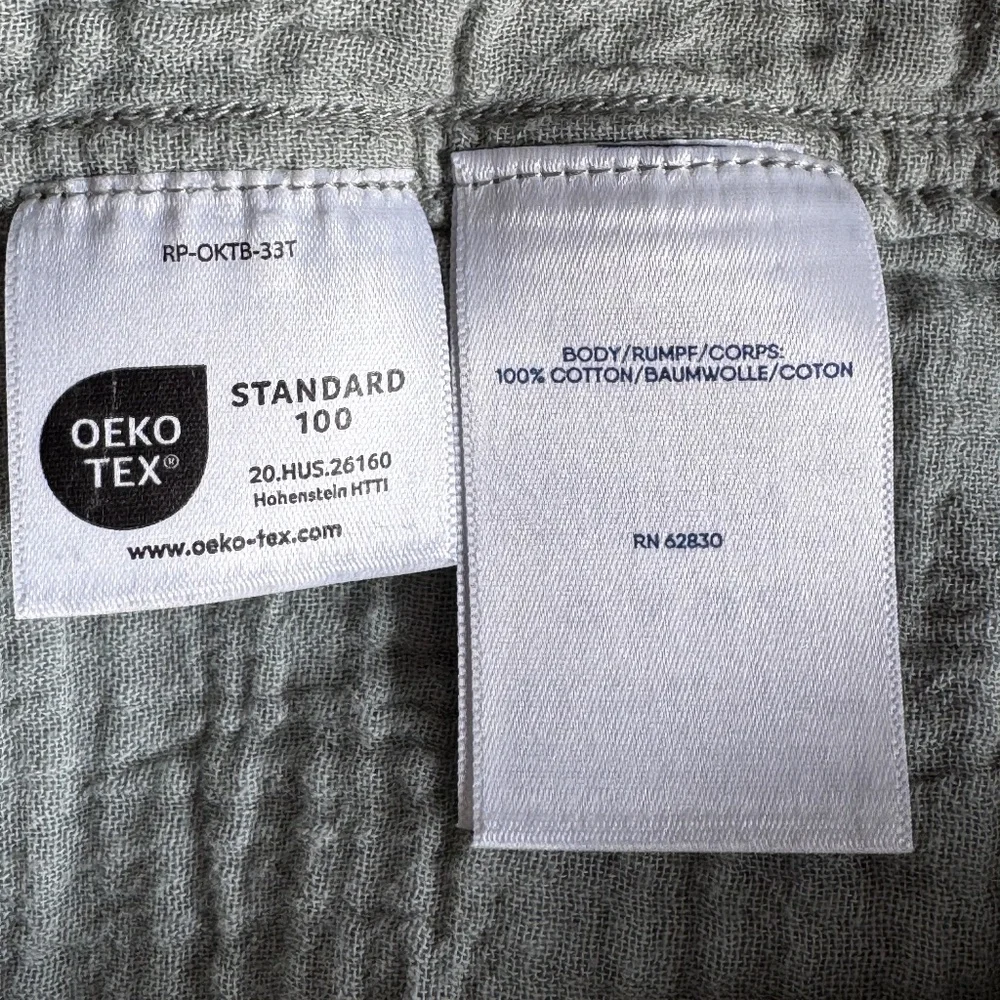 RP-OKTB-33T
OEKO
TEX®
STANDARD
100
20.HUS.26160
Hohenstein HTTI
www.oeko-tex.com
BODY/RUMPF/CORPS:
100% COTTON/BAUMWOLLE/COTON
RN 62830